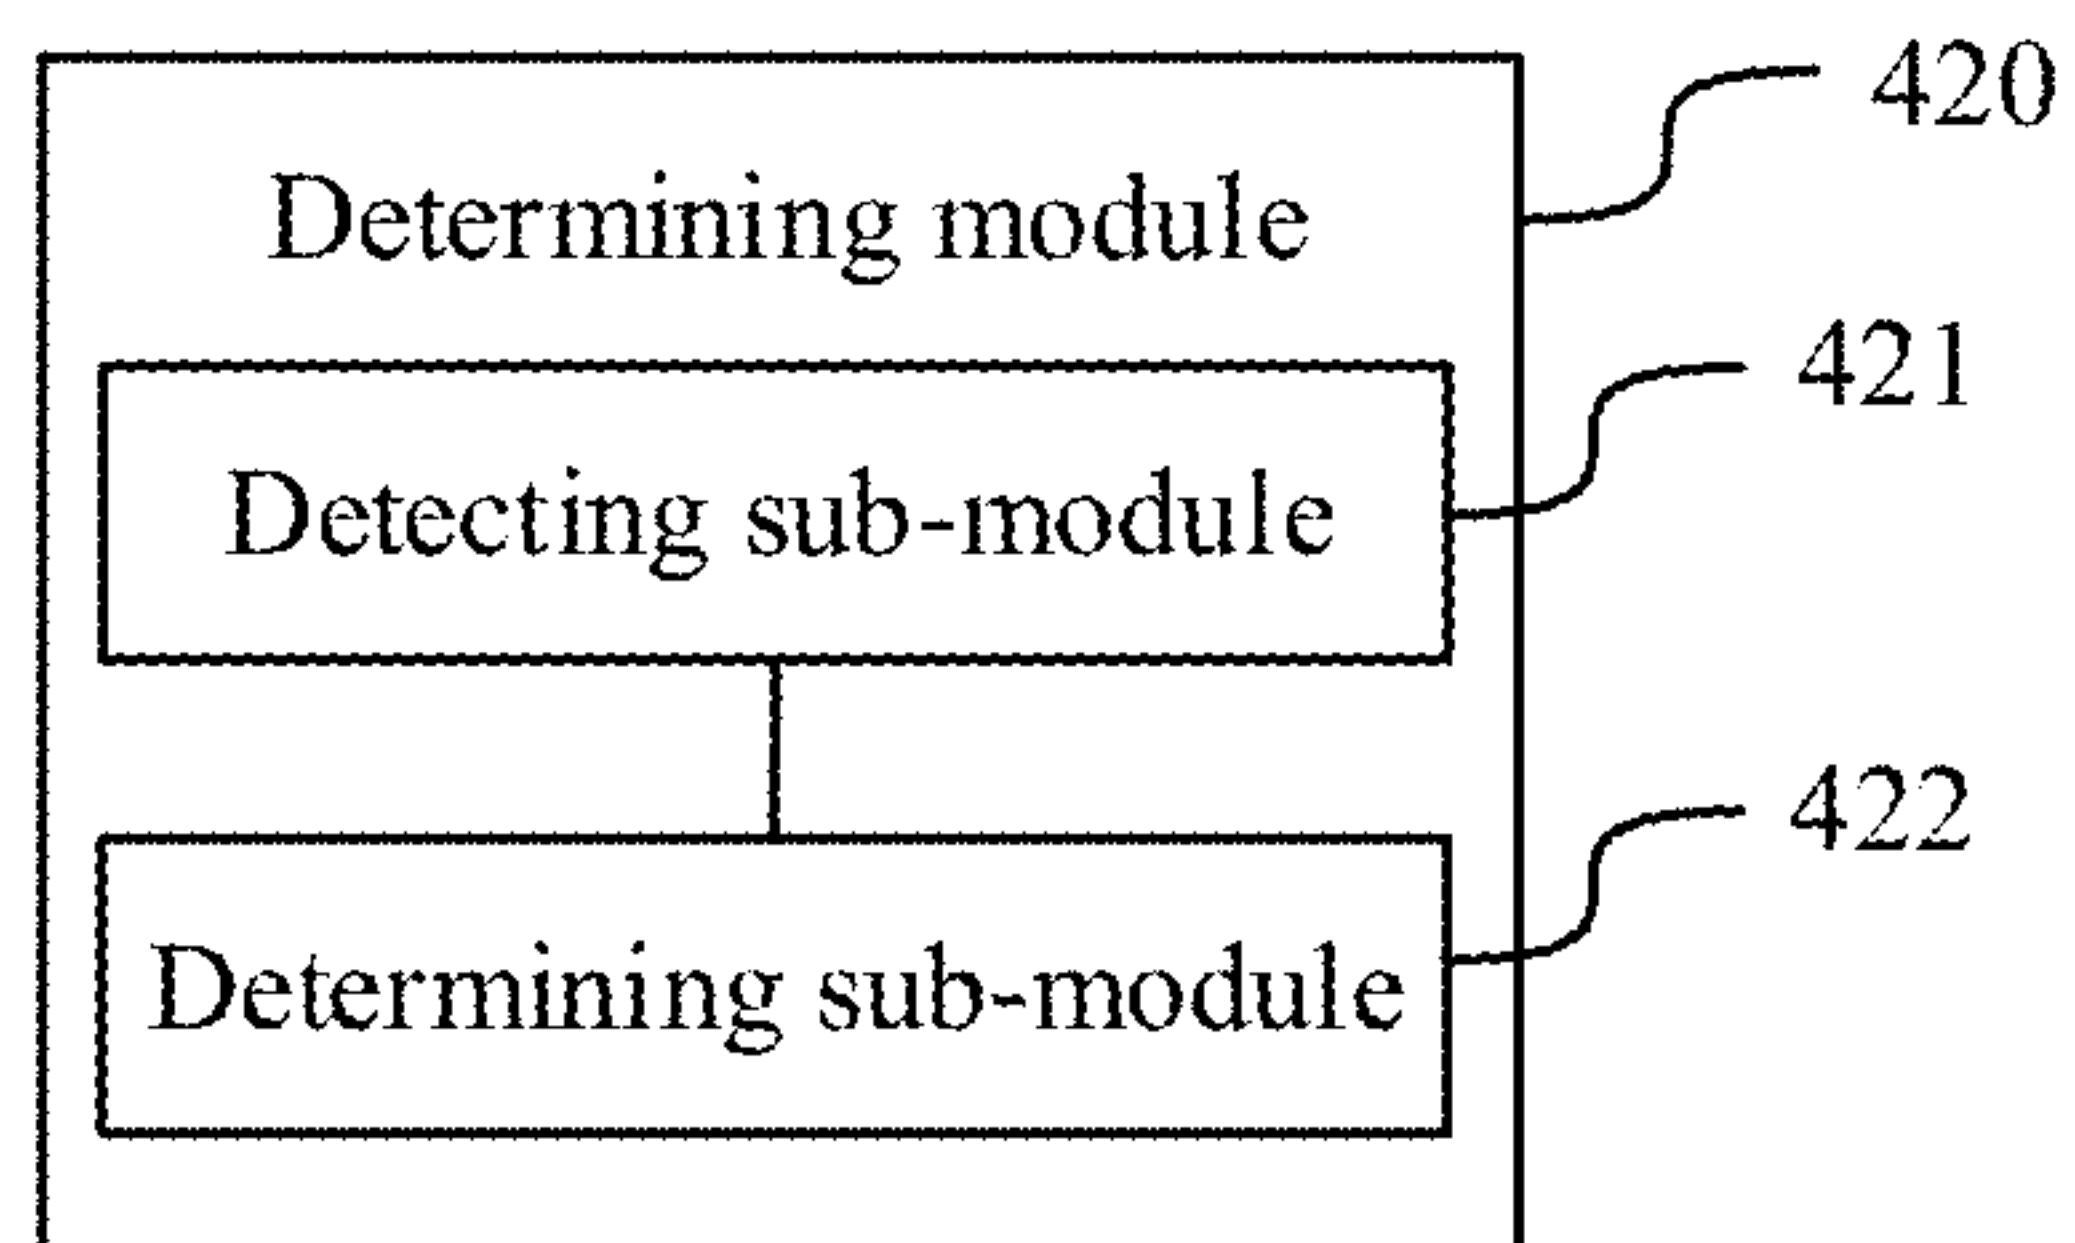 420
Determining module
421
Detecting sub-module
422
Determining sub-module